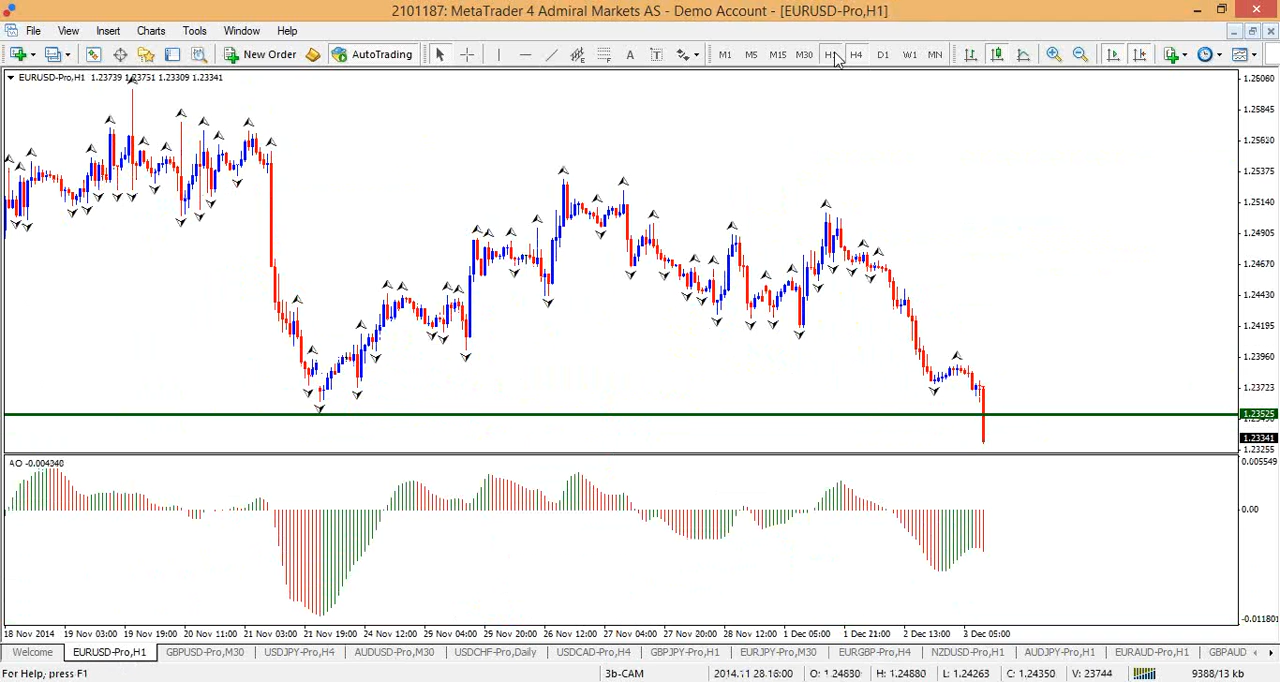 2101187: MetaTrader 4 Admiral Markets AS - Demo Account - [EURUSD-Pro,H1]
File View Insert Charts Tools Window Help
New Order AutoTrading A T M1 M5 M15 M30 H1 H4 D1 W1 MN
EURUSD-Pro,H1 1.23739 1.23751 1.23309 1.23341
1.26080
1.25845
1.25610
1.25375
1.25140
1.24905
1.24670
1.24430
1.24195
1.23960
1.23725
1.23525
1.23341
1.23255
AO -0.004340
0.005549
0.00
-0.011801
18 Nov 2014 19 Nov 03:00 19 Nov 19:00 20 Nov 11:00 21 Nov 03:00 21 Nov 19:00 24 Nov 12:00 25 Nov 04:00 25 Nov 20:00 26 Nov 12:00 27 Nov 04:00 27 Nov 20:00 28 Nov 12:00 1 Dec 05:00 1 Dec 21:00 2 Dec 13:00 3 Dec 05:00
Welcome EURUSD-Pro,H1 GBPUSD-Pro,M30 USDJPY-Pro,H4 AUDUSD-Pro,M30 USDCHF-Pro,Daily USDCAD-Pro,H4 GBPJPY-Pro,H1 EURJPY-Pro,M30 EURGBP-Pro,H4 NZDUSD-Pro,H1 AUDJPY-Pro,H1 EURAUD-Pro,H1 GBPAUD
For Help, press F1 3b-CAM 2014.11.28 16:00 O: 1.24830 H: 1.24880 L: 1.24263 C: 1.24350 V: 23744 9388/13 kb